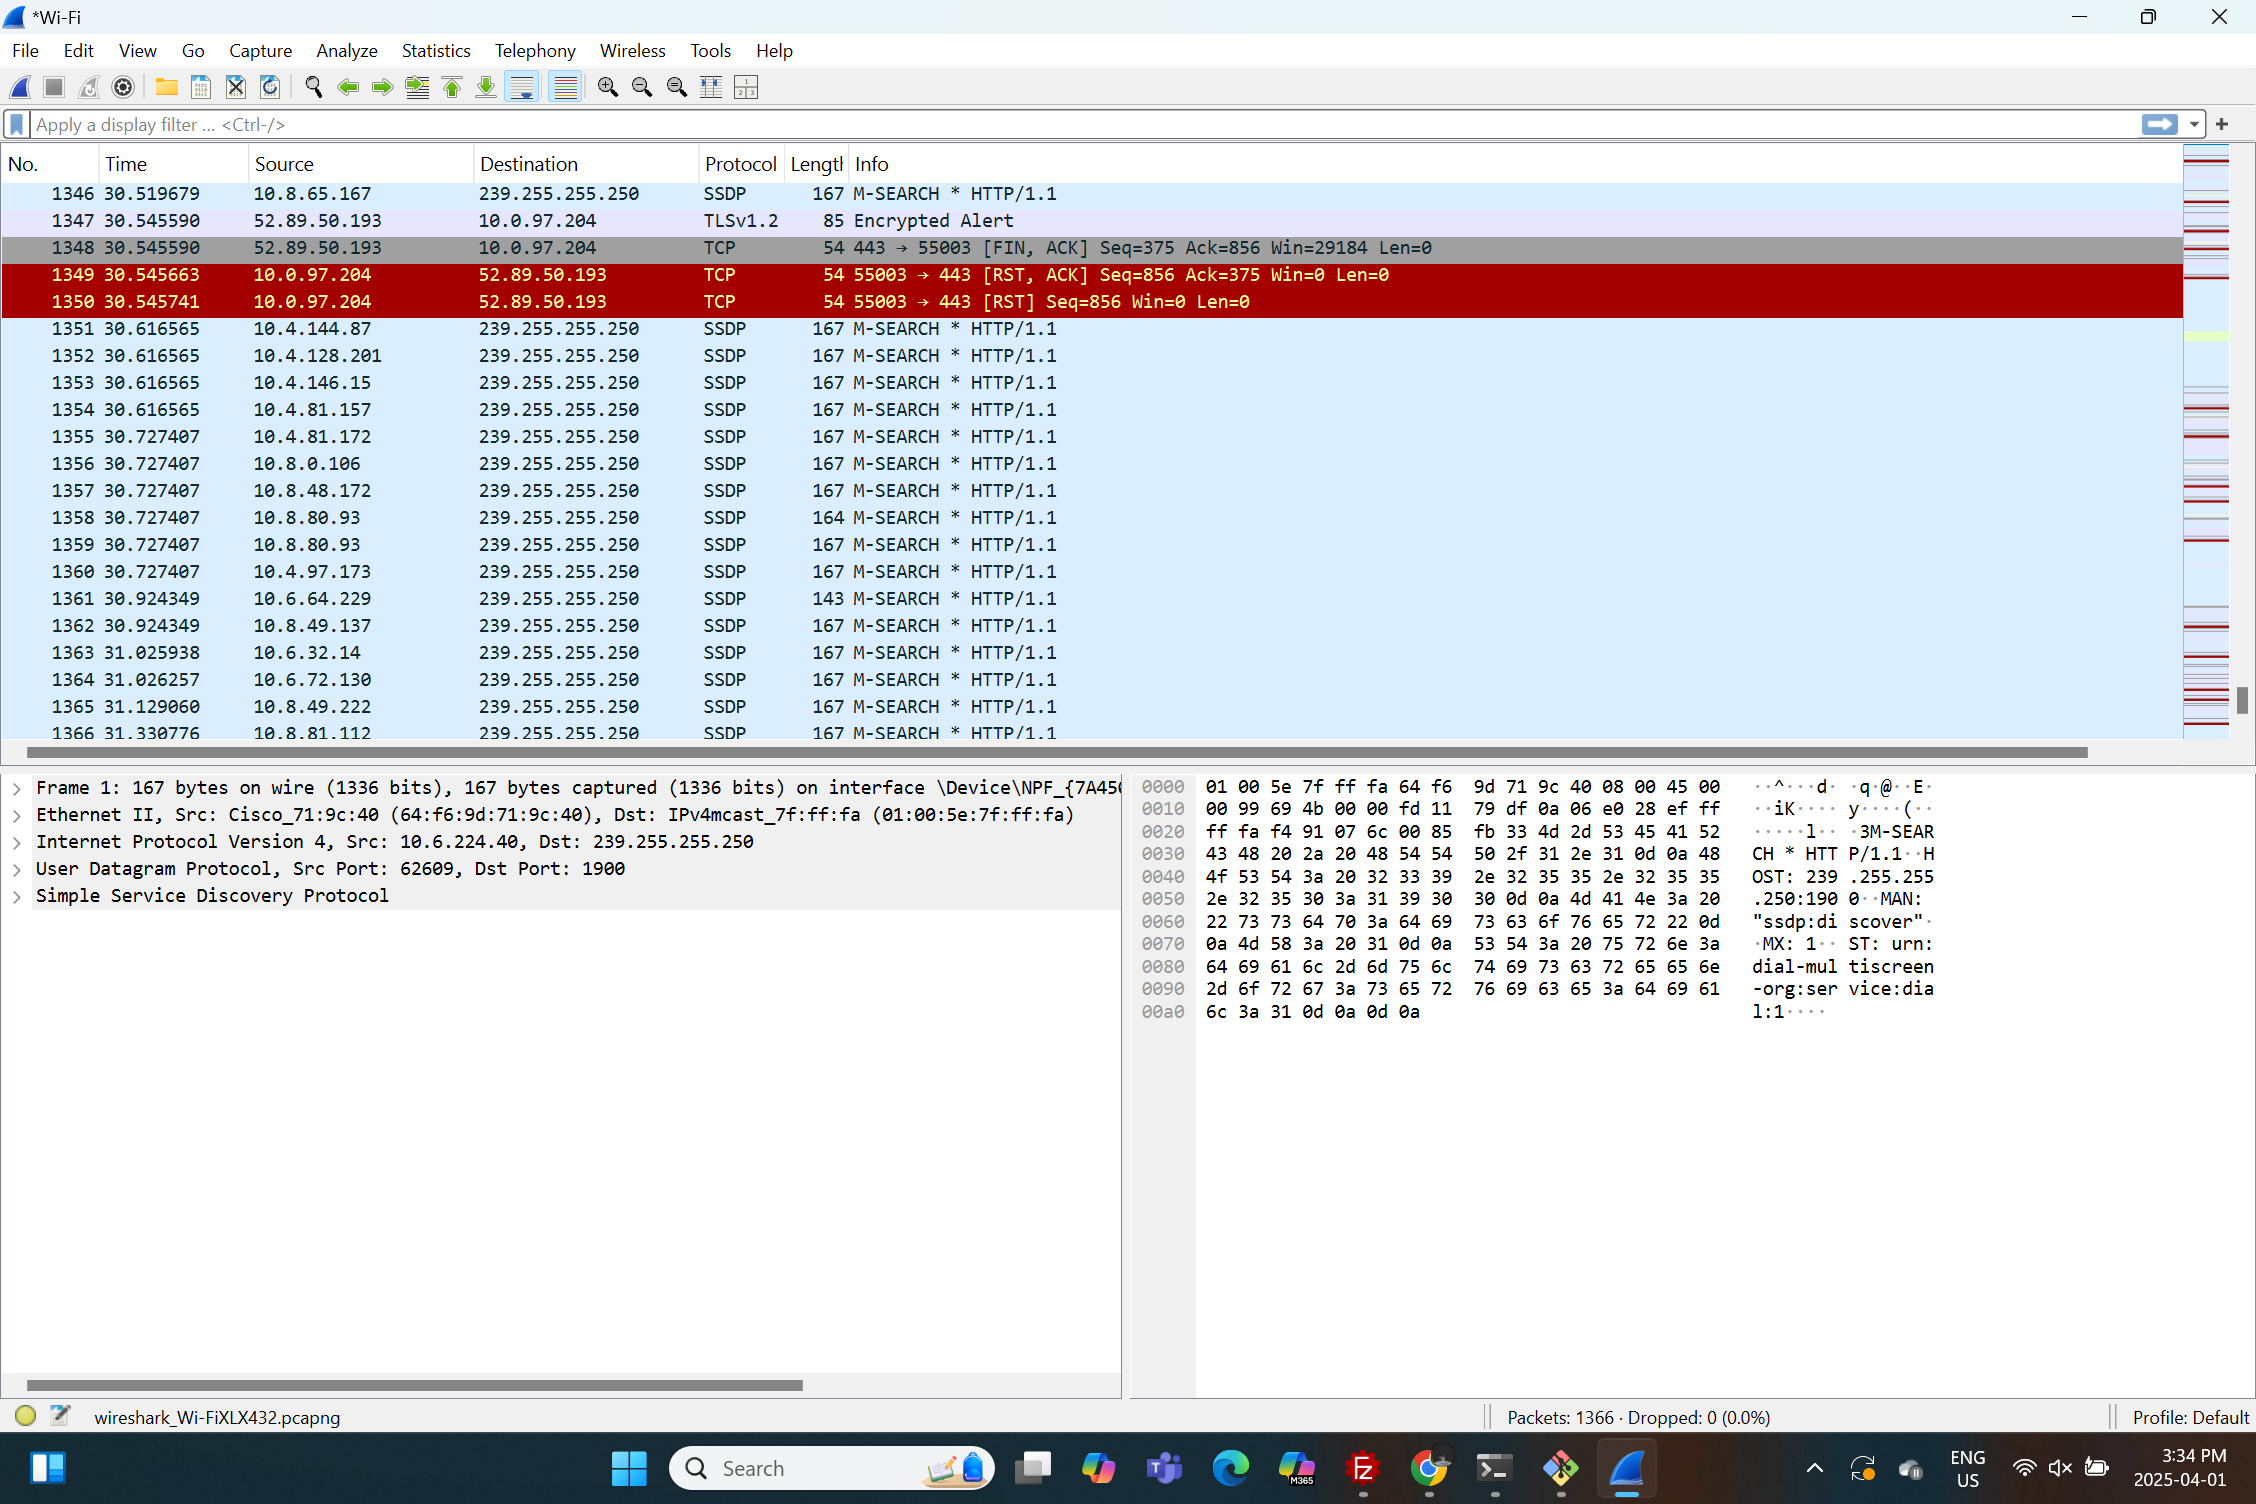 *Wi-Fi
File Edit View Go Capture Analyze Statistics Telephony Wireless Tools Help
Apply a display filter ... <Ctrl-/>
No. Time Source Destination Protocol Length Info
1346 30.519679 10.8.65.167 239.255.255.250 SSDP 167 M-SEARCH * HTTP/1.1
1347 30.545590 52.89.50.193 10.0.97.204 TLSv1.2 85 Encrypted Alert
1348 30.545590 52.89.50.193 10.0.97.204 TCP 54 443 → 55003 [FIN, ACK] Seq=375 Ack=856 Win=29184 Len=0
1349 30.545663 10.0.97.204 52.89.50.193 TCP 54 55003 → 443 [RST, ACK] Seq=856 Ack=375 Win=0 Len=0
1350 30.545741 10.0.97.204 52.89.50.193 TCP 54 55003 → 443 [RST] Seq=856 Win=0 Len=0
1351 30.616565 10.4.144.87 239.255.255.250 SSDP 167 M-SEARCH * HTTP/1.1
1352 30.616565 10.4.128.201 239.255.255.250 SSDP 167 M-SEARCH * HTTP/1.1
1353 30.616565 10.4.146.15 239.255.255.250 SSDP 167 M-SEARCH * HTTP/1.1
1354 30.616565 10.4.81.157 239.255.255.250 SSDP 167 M-SEARCH * HTTP/1.1
1355 30.727407 10.4.81.172 239.255.255.250 SSDP 167 M-SEARCH * HTTP/1.1
1356 30.727407 10.8.0.106 239.255.255.250 SSDP 167 M-SEARCH * HTTP/1.1
1357 30.727407 10.8.48.172 239.255.255.250 SSDP 167 M-SEARCH * HTTP/1.1
1358 30.727407 10.8.80.93 239.255.255.250 SSDP 164 M-SEARCH * HTTP/1.1
1359 30.727407 10.8.80.93 239.255.255.250 SSDP 167 M-SEARCH * HTTP/1.1
1360 30.727407 10.4.97.173 239.255.255.250 SSDP 167 M-SEARCH * HTTP/1.1
1361 30.924349 10.6.64.229 239.255.255.250 SSDP 143 M-SEARCH * HTTP/1.1
1362 30.924349 10.8.49.137 239.255.255.250 SSDP 167 M-SEARCH * HTTP/1.1
1363 31.025938 10.6.32.14 239.255.255.250 SSDP 167 M-SEARCH * HTTP/1.1
1364 31.026257 10.6.72.130 239.255.255.250 SSDP 167 M-SEARCH * HTTP/1.1
1365 31.129060 10.8.49.222 239.255.255.250 SSDP 167 M-SEARCH * HTTP/1.1
1366 31.330776 10.8.81.112 239.255.255.250 SSDP 167 M-SEARCH * HTTP/1.1
Frame 1: 167 bytes on wire (1336 bits), 167 bytes captured (1336 bits) on interface \Device\NPF_{7A456
Ethernet II, Src: Cisco_71:9c:40 (64:f6:9d:71:9c:40), Dst: IPv4mcast_7f:ff:fa (01:00:5e:7f:ff:fa)
Internet Protocol Version 4, Src: 10.6.224.40, Dst: 239.255.255.250
User Datagram Protocol, Src Port: 62609, Dst Port: 1900
Simple Service Discovery Protocol
0000 01 00 5e 7f ff fa 64 f6 9d 71 9c 40 08 00 45 00 ··^···d· ·q·@··E·
0010 00 99 69 4b 00 00 fd 11 79 df 0a 06 e0 28 ef ff ··iK···· y····(··
0020 ff fa f4 91 07 6c 00 85 fb 33 4d 2d 53 45 41 52 ·····l·· ·3M-SEAR
0030 43 48 20 2a 20 48 54 54 50 2f 31 2e 31 0d 0a 48 CH * HTT P/1.1··H
0040 4f 53 54 3a 20 32 33 39 2e 32 35 35 2e 32 35 35 OST: 239 .255.255
0050 2e 32 35 30 3a 31 39 30 30 0d 0a 4d 41 4e 3a 20 .250:190 0··MAN:
0060 22 73 73 64 70 3a 64 69 73 63 6f 76 65 72 22 0d "ssdp:di scover"·
0070 0a 4d 58 3a 20 31 0d 0a 53 54 3a 20 75 72 6e 3a ·MX: 1·· ST: urn:
0080 64 69 61 6c 2d 6d 75 6c 74 69 73 63 72 65 65 6e dial-mul tiscreen
0090 2d 6f 72 67 3a 73 65 72 76 69 63 65 3a 64 69 61 -org:ser vice:dia
00a0 6c 3a 31 0d 0a 0d 0a l:1····
wireshark_Wi-FiXLX432.pcapng
Packets: 1366 · Dropped: 0 (0.0%)
Profile: Default
Search
M365
ENG
US
3:34 PM
2025-04-01